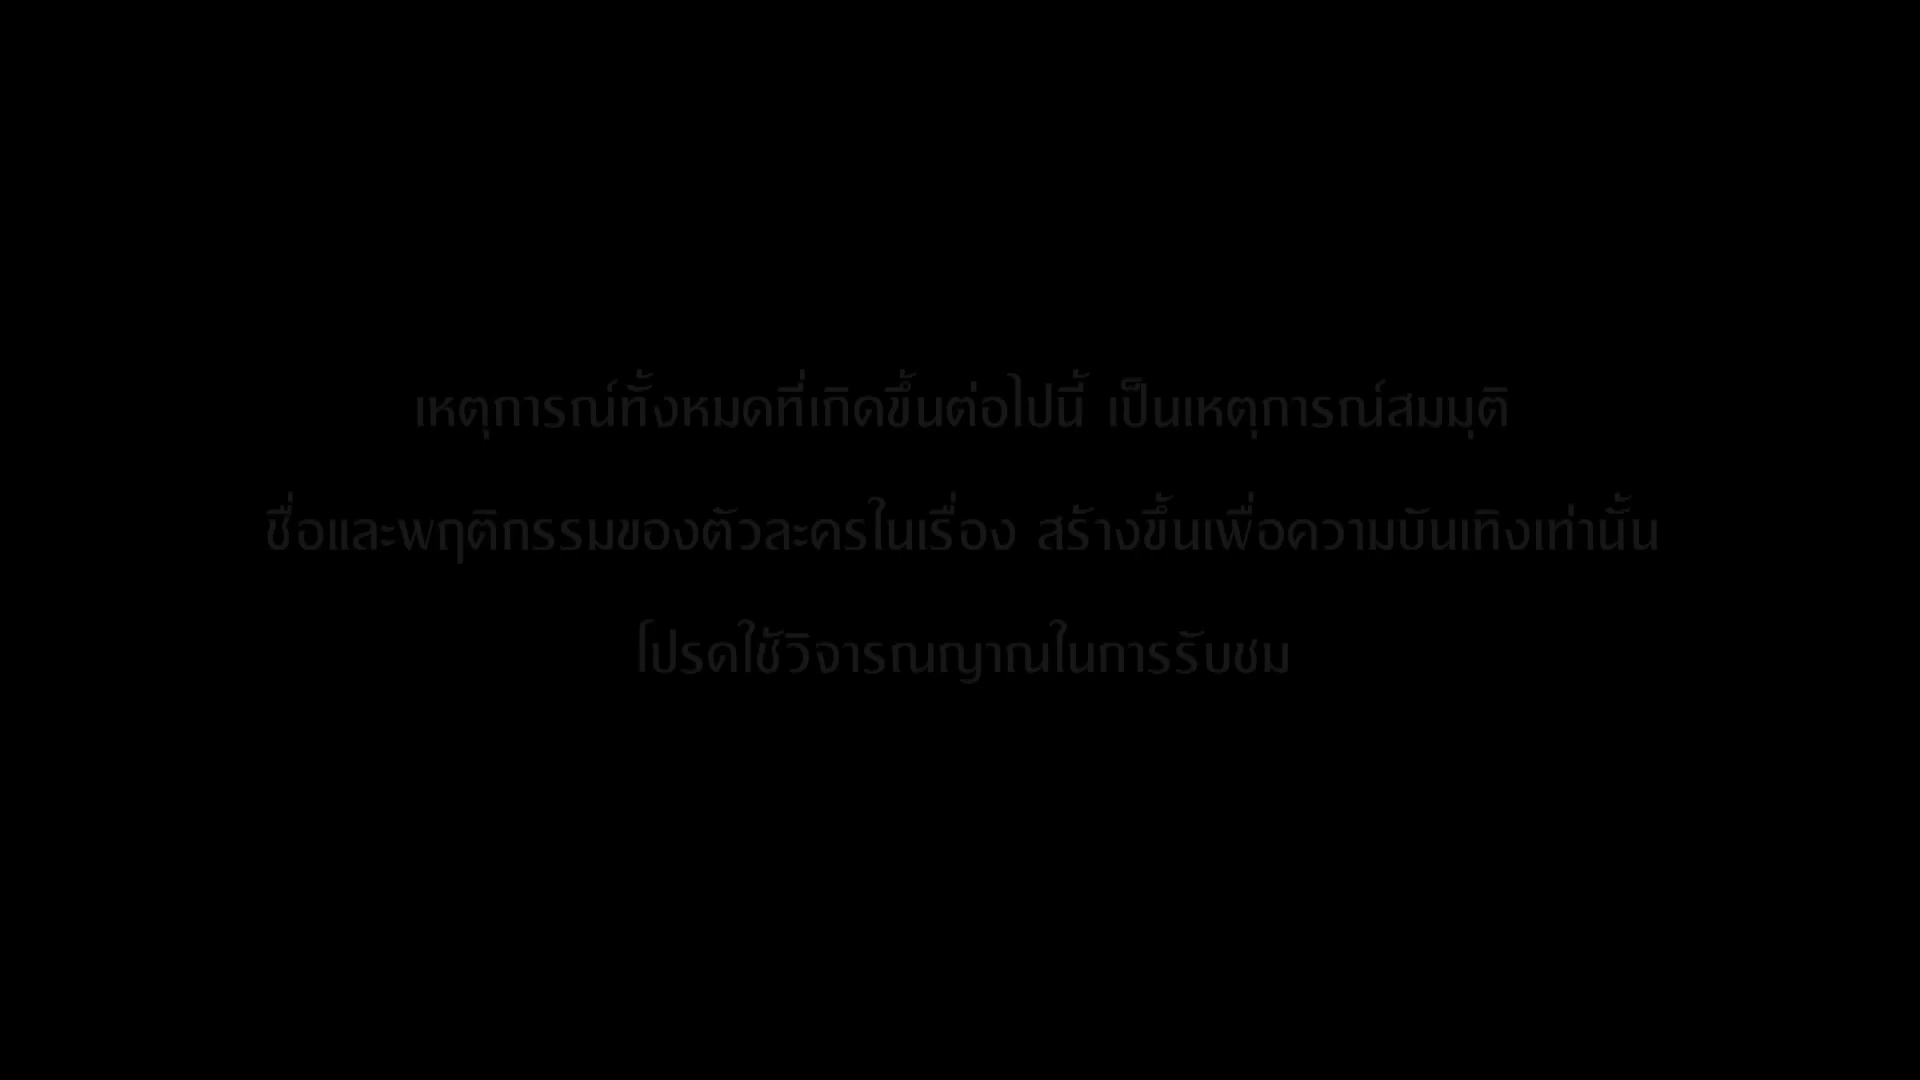 เหตุการณ์ทั้งหมดที่เกิดขึ้นต่อไปนี้ เป็นเหตุการณ์สมมุติ
ชื่อและพฤติกรรมของตัวละครในเรื่อง สร้างขึ้นเพื่อความบันเทิงเท่านั้น
โปรดใช้วิจารณญาณในการรับชม